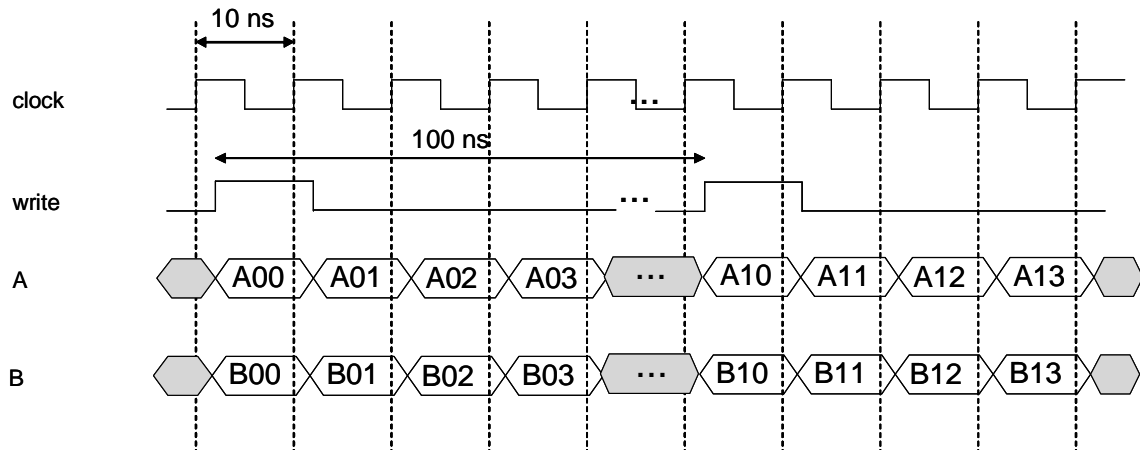 10 ns
clock
...
100 ns
write
...
A
A00 A01 A02 A03 ... A10 A11 A12 A13
B
B00 B01 B02 B03 ... B10 B11 B12 B13